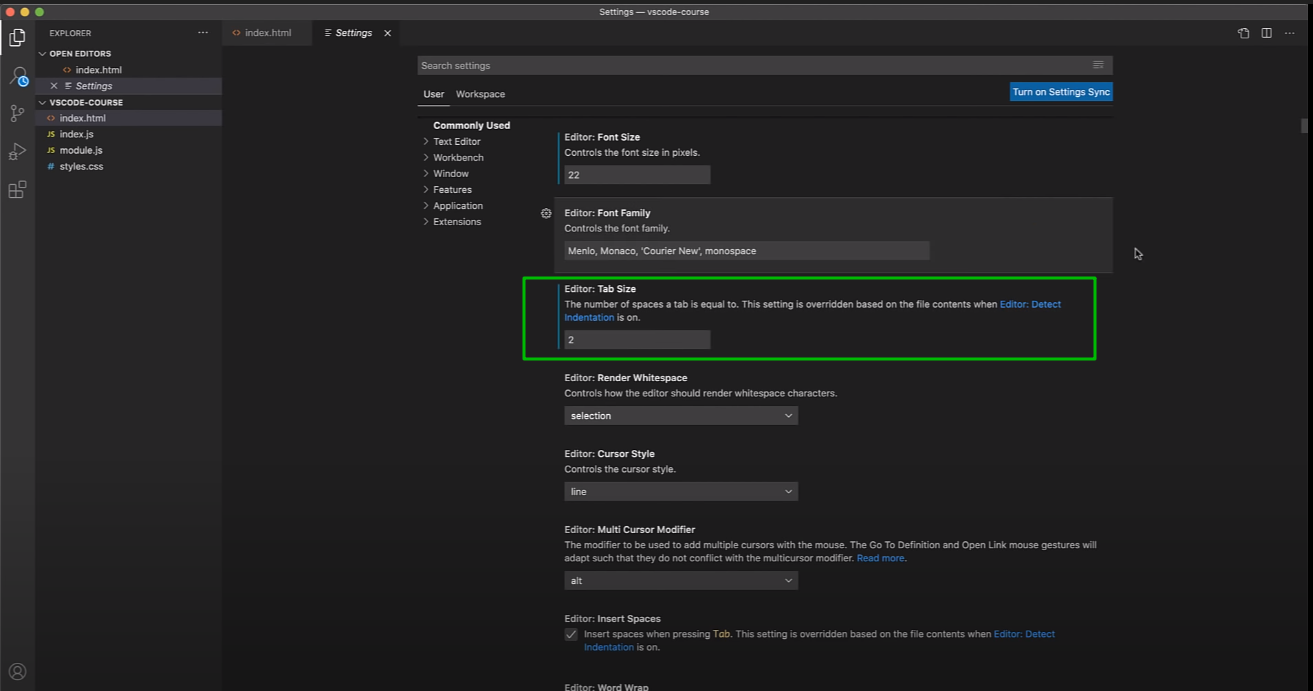 Settings — vscode-course
EXPLORER
index.html
Settings
OPEN EDITORS
index.html
Settings
VSCODE-COURSE
index.html
JS index.js
JS module.js
# styles.css
Search settings
User Workspace
Turn on Settings Sync
Commonly Used
Text Editor
Workbench
Window
Features
Application
Extensions
Editor: Font Size
Controls the font size in pixels.
22
Editor: Font Family
Controls the font family.
Menlo, Monaco, 'Courier New', monospace
Editor: Tab Size
The number of spaces a tab is equal to. This setting is overridden based on the file contents when Editor: Detect
Indentation is on.
2
Editor: Render Whitespace
Controls how the editor should render whitespace characters.
selection
Editor: Cursor Style
Controls the cursor style.
line
Editor: Multi Cursor Modifier
The modifier to be used to add multiple cursors with the mouse. The Go To Definition and Open Link mouse gestures will
adapt such that they do not conflict with the multicursor modifier. Read more.
alt
Editor: Insert Spaces
Insert spaces when pressing Tab. This setting is overridden based on the file contents when Editor: Detect
Indentation is on.
Editor: Word Wrap